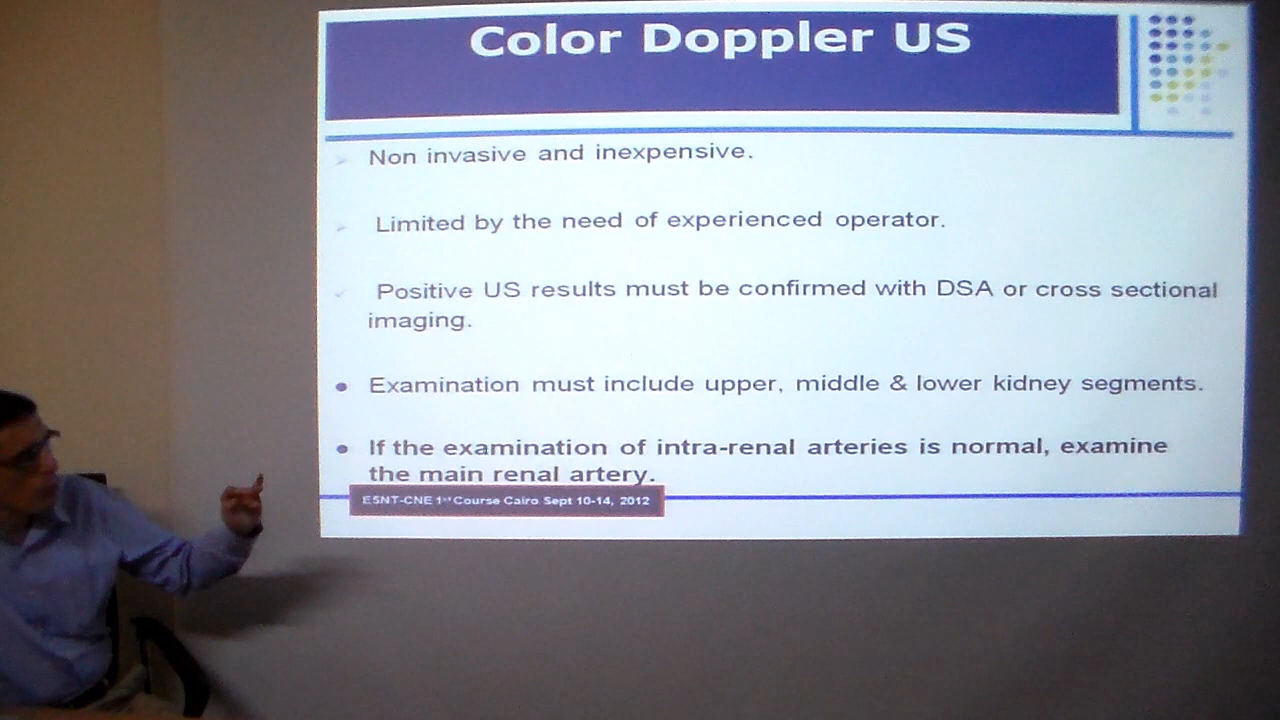 Color Doppler US
Non invasive and inexpensive.
Limited by the need of experienced operator.
Positive US results must be confirmed with DSA or cross sectional
imaging.
Examination must include upper, middle & lower kidney segments.
If the examination of intra-renal arteries is normal, examine
the main renal artery.
ESNT-CNE 1st Course Cairo Sept 10-14, 2012